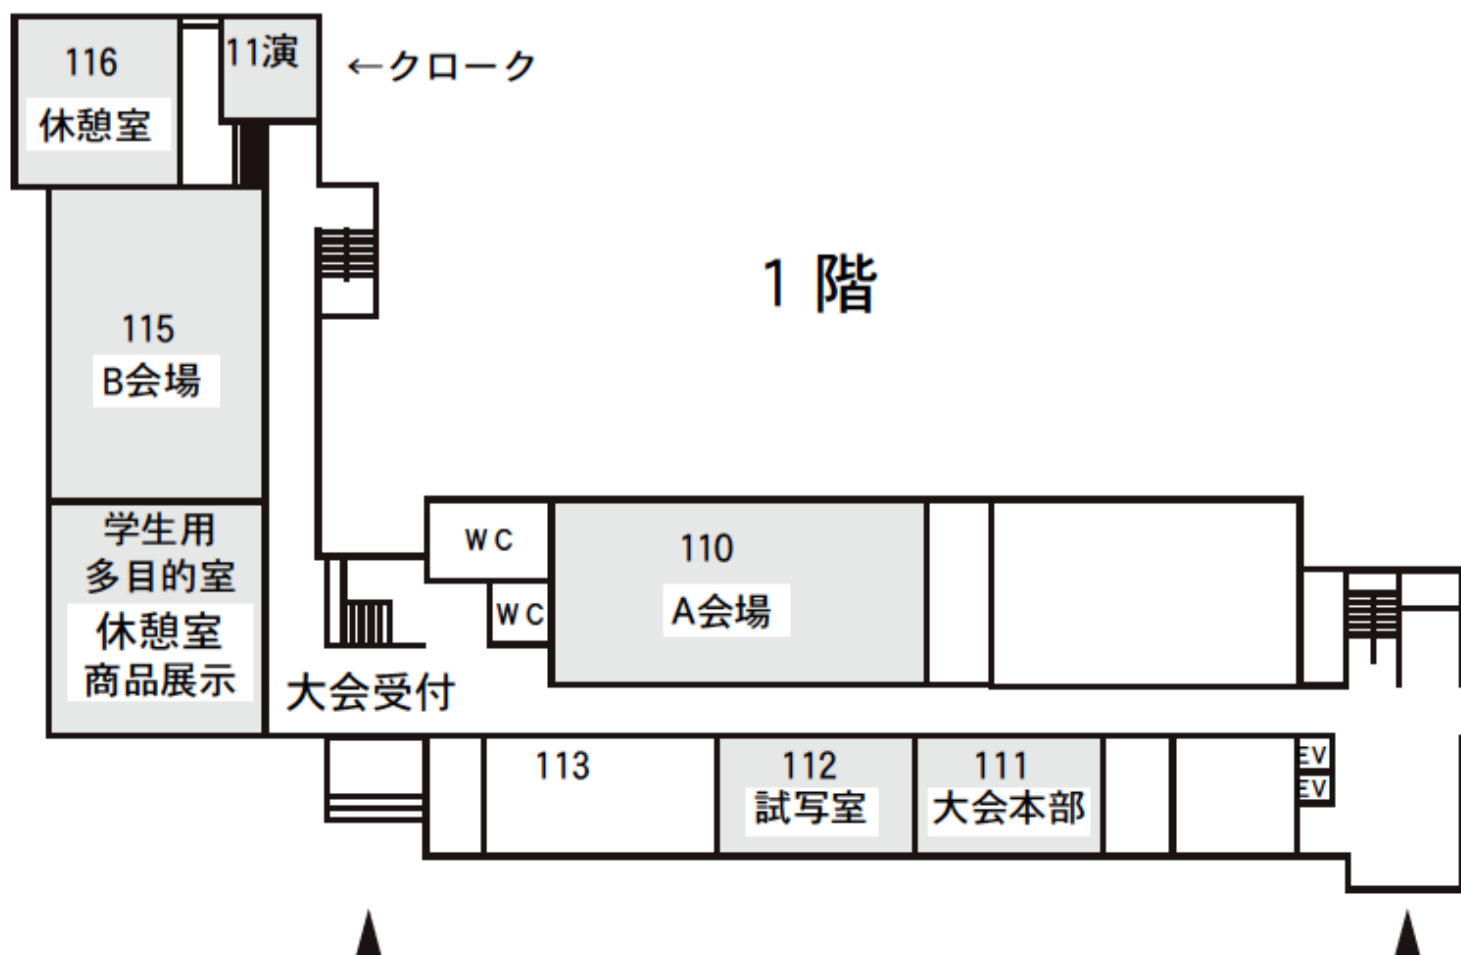 116
休憩室
11演
←クローク
1階
115
B会場
学生用
多目的室
休憩室
商品展示
大会受付
WC
WC
110
A会場
113
112
試写室
111
大会本部
EV
EV